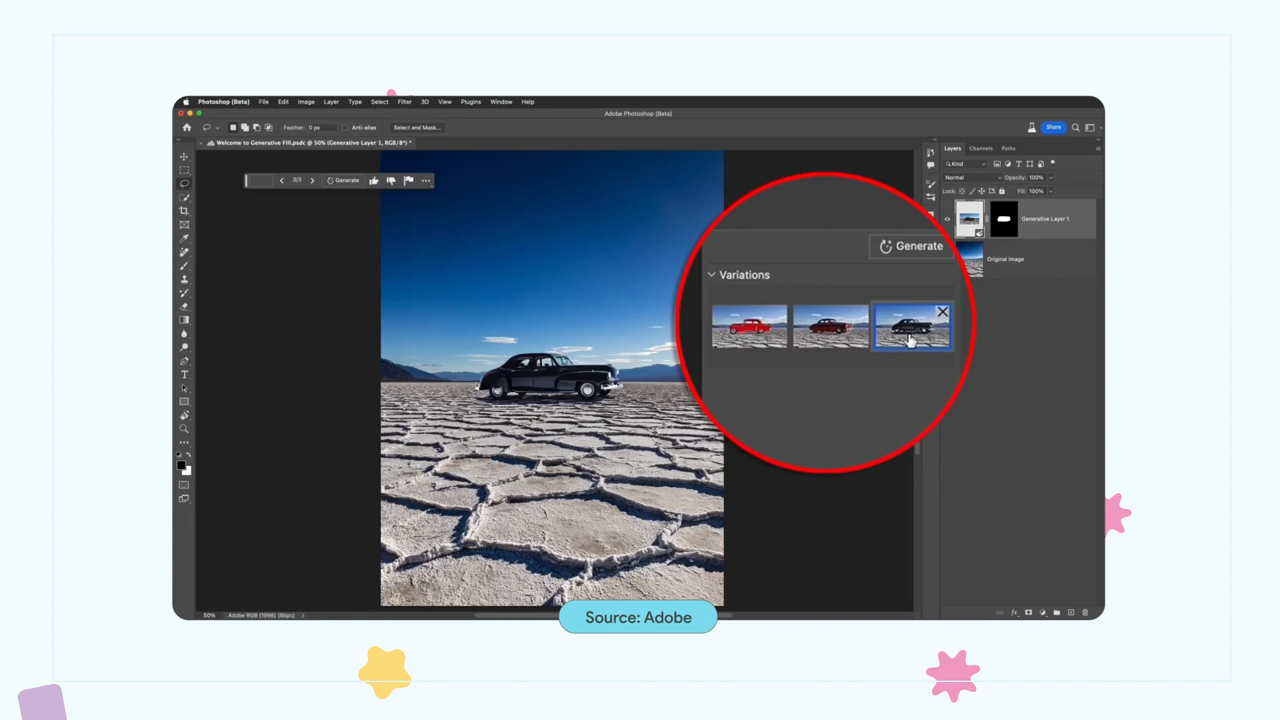 Photoshop (Beta) File Edit Image Layer Type Select Filter 3D View Plugins Window Help
Adobe Photoshop (Beta)
Feather: 0 px Anti-alias Select and Mask... Share
Welcome to Generative Fill.psdc @ 50% (Generative Layer 1, RGB/8*) *
Layers Channels Paths
Kind
Normal Opacity: 100%
3/3 Generate
Lock: Fill: 100%
Generative Layer 1
Generate
Original Image
Variations
50% Adobe RGB (1998) (8bpc)
Source: Adobe